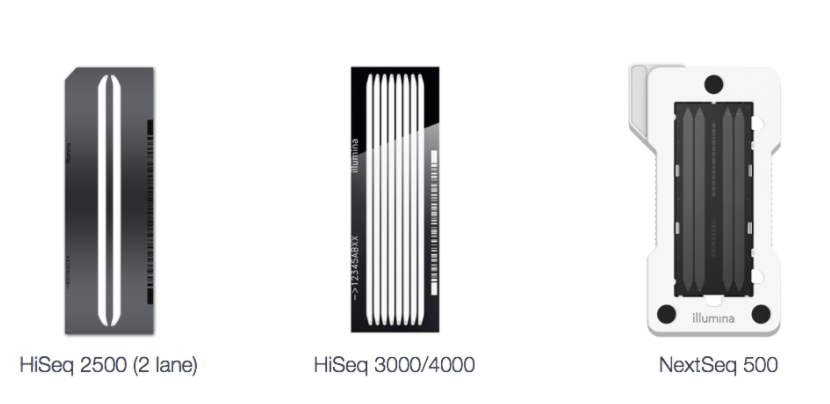 illumina
-->12345ABXX
illumina
HiSeq 2500 (2 lane)
HiSeq 3000/4000
NextSeq 500